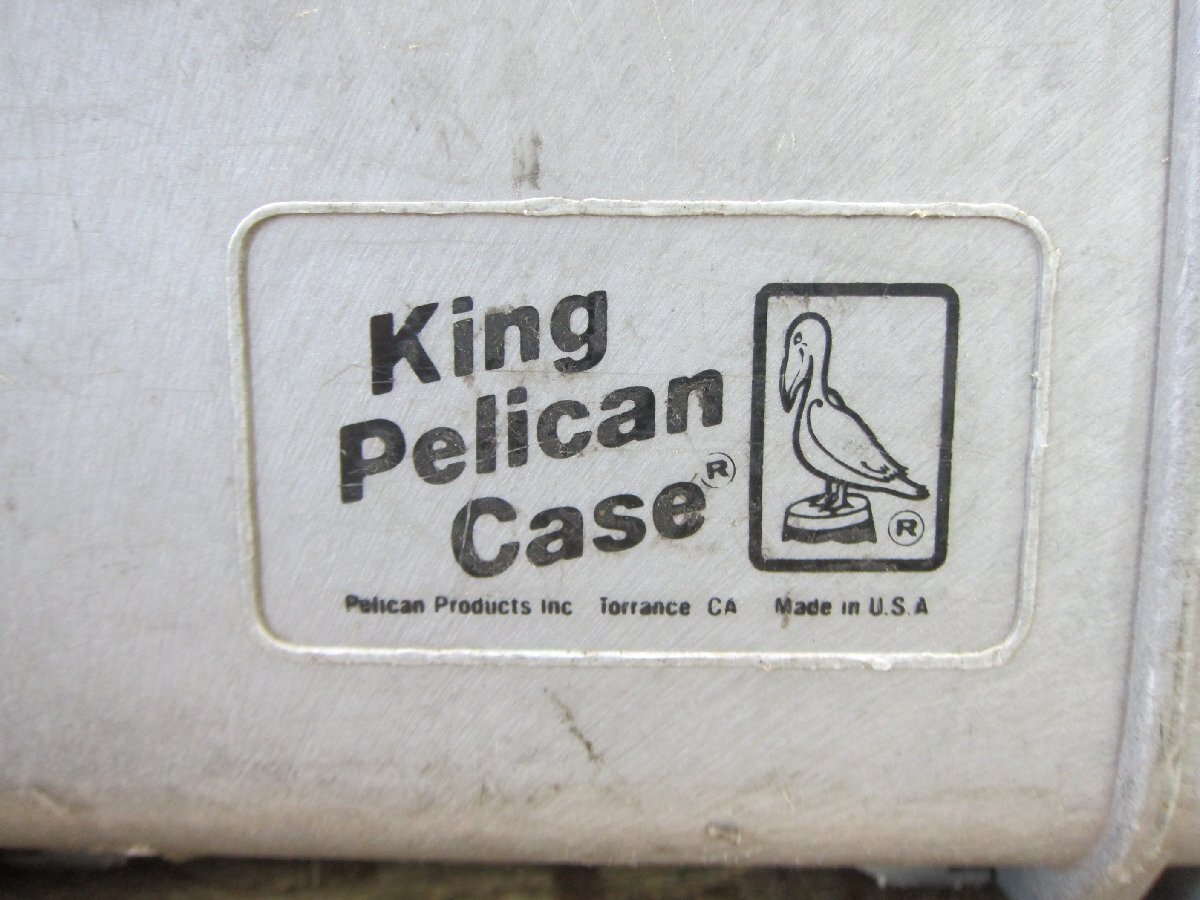 King
Pelican
Case®
Pelican Products Inc Torrance CA Made in U.S.A
®